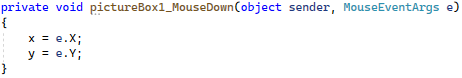 private void pictureBox1_MouseDown(object sender, MouseEventArgs e)
{
    x = e.X;
    y = e.Y;
}